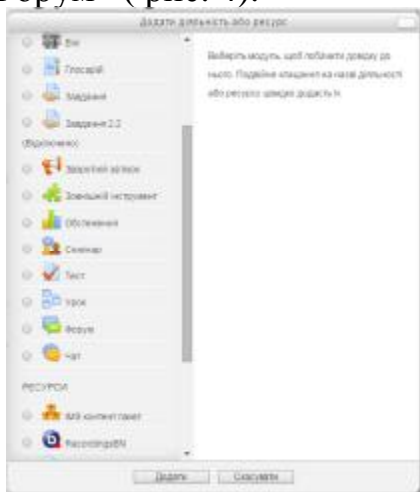 Форум" (рис. 4).
Додати діяльність або ресурс
Вікі
Глосарій
Завдання
Завдання 2.2
(Відключено)
Зворотній зв'язок
Зовнішній інструмент
Обстеження
Семінар
Тест
Урок
Форум
Чат
РЕСУРСИ
IMS контент пакет
RecordingsBN
Виберіть модуль, щоб побачити довідку до
нього. Подвійне клацання на назві діяльності
або ресурсу швидко додасть їх.
Додати
Скасувати